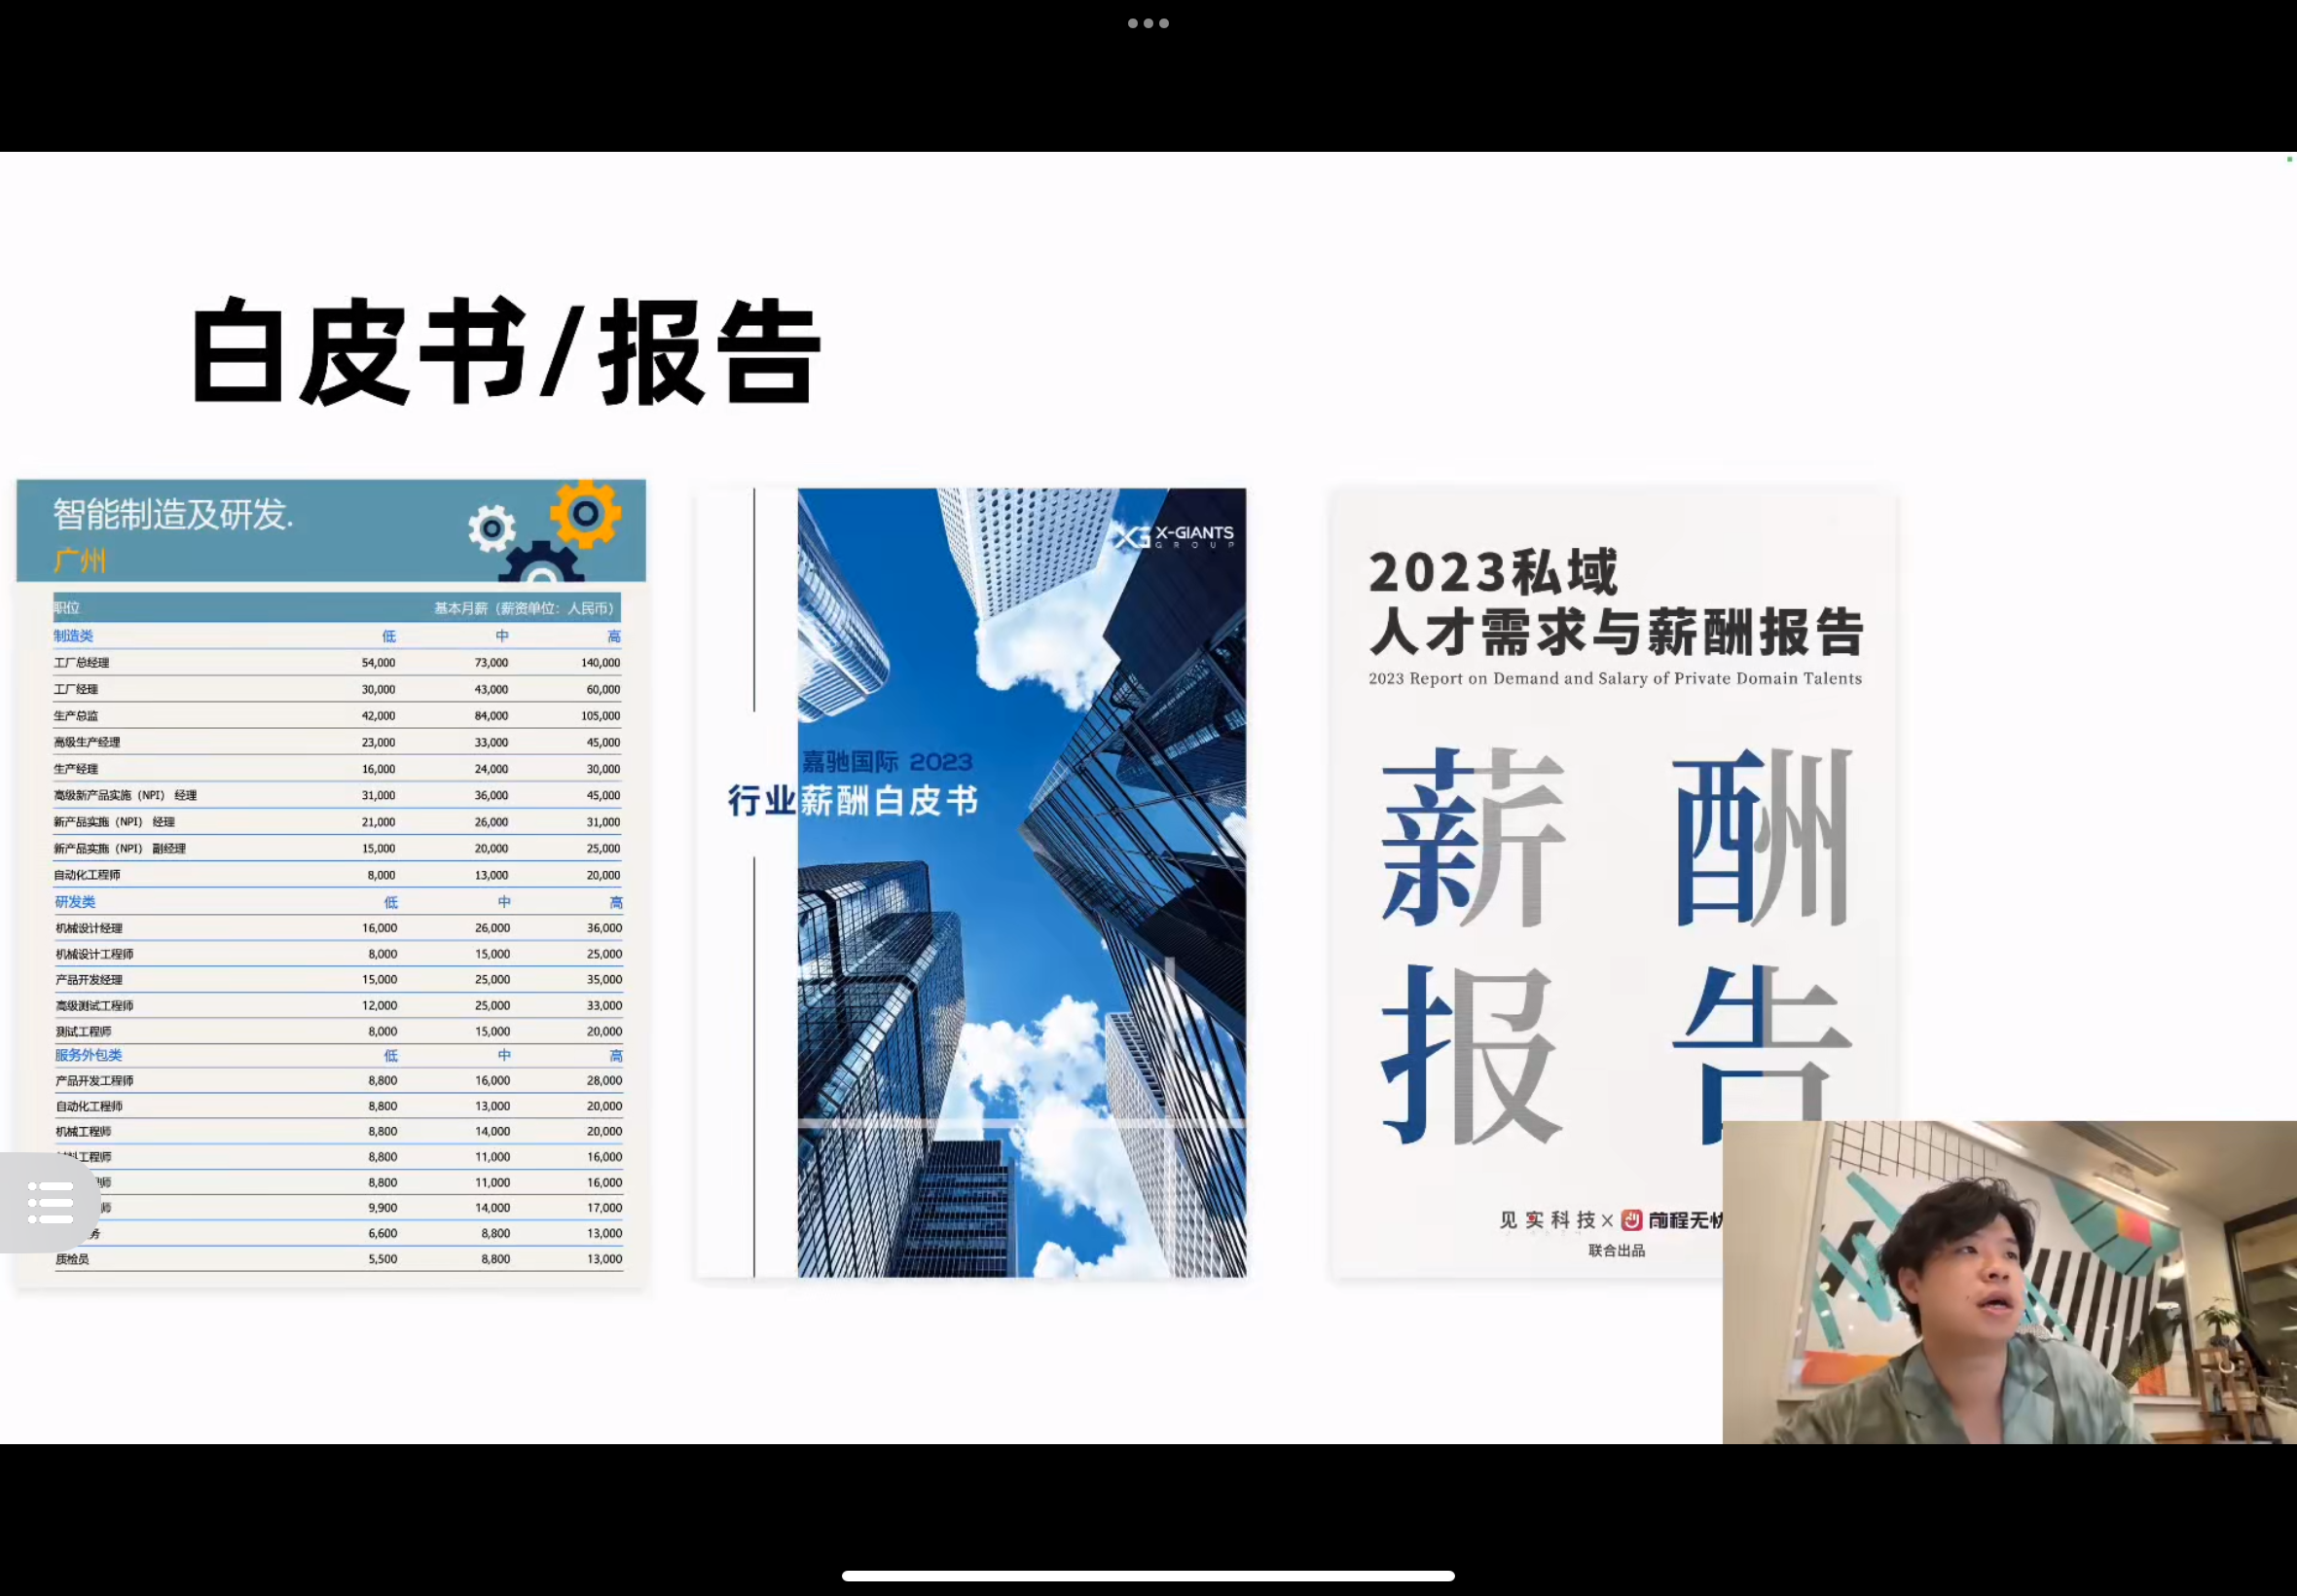 白皮书/报告
智能制造及研发.
广州
职位 基本月薪（薪资单位：人民币）
制造类 低 中 高
工厂总经理 54,000 73,000 140,000
工厂经理 30,000 43,000 60,000
生产总监 42,000 84,000 105,000
高级生产经理 23,000 33,000 45,000
生产经理 16,000 24,000 30,000
高级新产品实施（NPI） 经理 31,000 36,000 45,000
新产品实施（NPI） 经理 21,000 26,000 31,000
新产品实施（NPI） 副经理 15,000 20,000 25,000
自动化工程师 8,000 13,000 20,000
研发类 低 中 高
机械设计经理 16,000 26,000 36,000
机械设计工程师 8,000 15,000 25,000
产品开发经理 15,000 25,000 35,000
高级测试工程师 12,000 25,000 33,000
测试工程师 8,000 15,000 20,000
服务外包类 低 中 高
产品开发工程师 8,800 16,000 28,000
自动化工程师 8,800 13,000 20,000
机械工程师 8,800 14,000 20,000
工程师 8,800 11,000 16,000
师 8,800 11,000 16,000
师 9,900 14,000 17,000
务 6,600 8,800 13,000
质检员 5,500 8,800 13,000
XG X-GIANTS
GROUP
嘉驰国际 2023
行业薪酬白皮书
2023私域
人才需求与薪酬报告
2023 Report on Demand and Salary of Private Domain Talents
薪 酬
报 告
见实科技× 前程无忧
联合出品